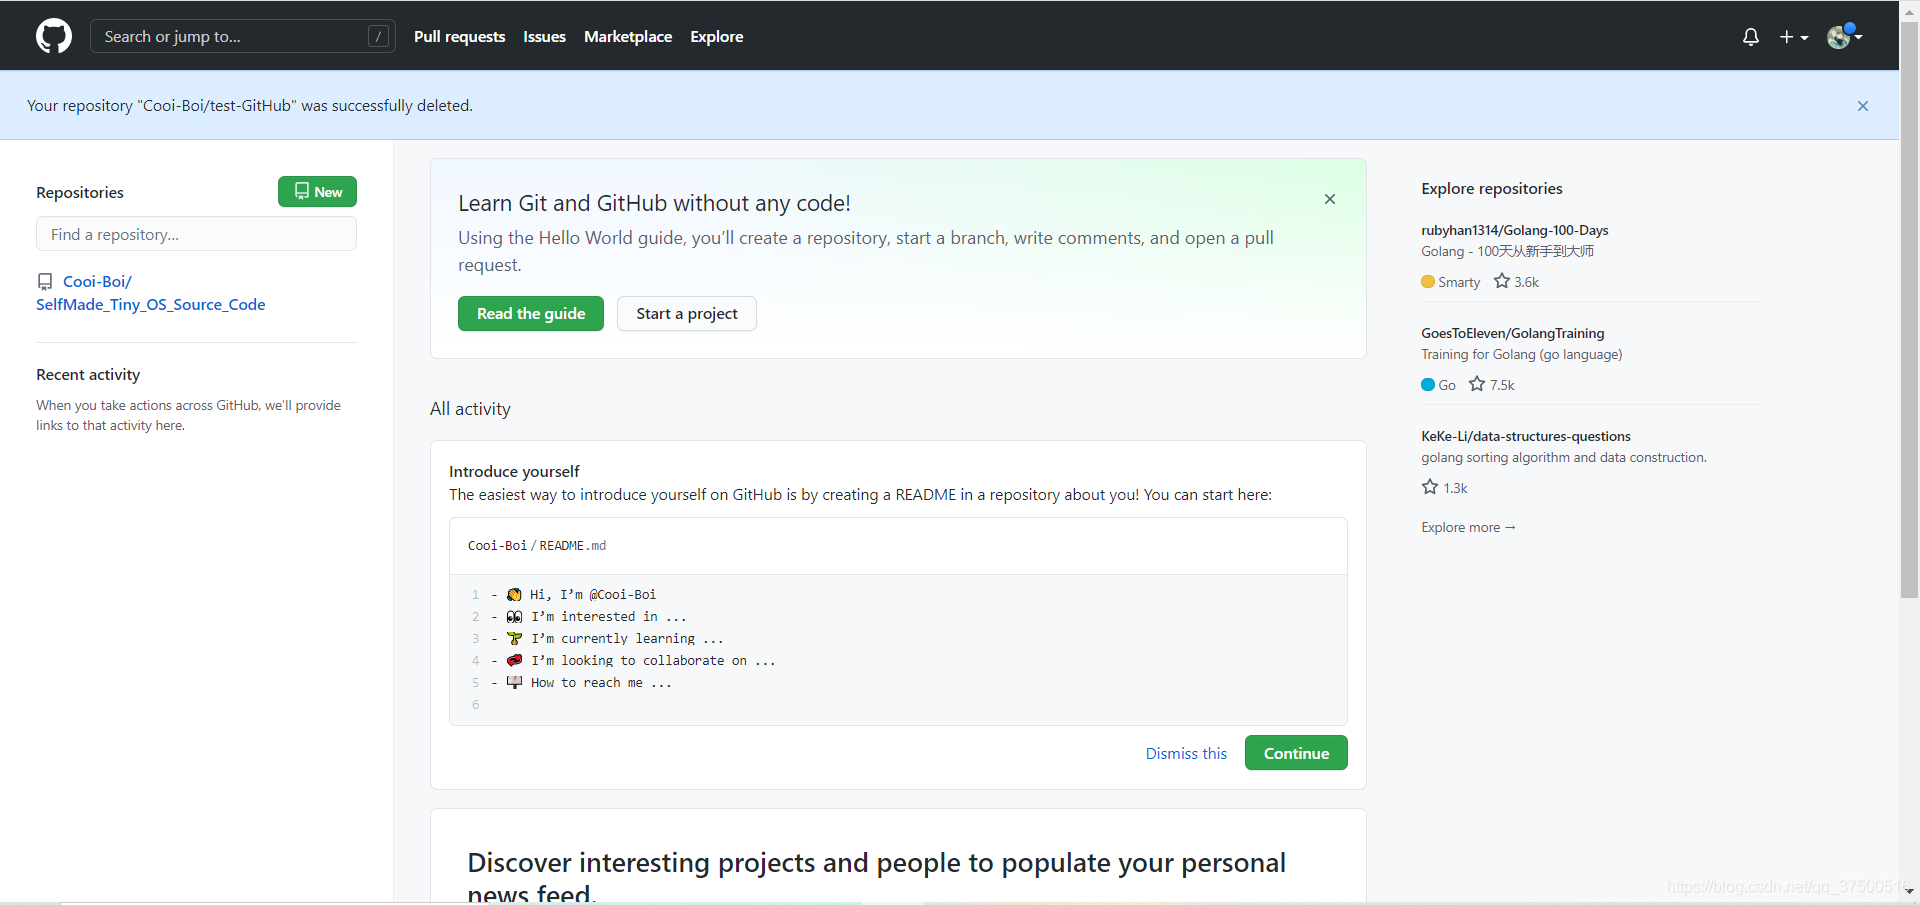 Search or jump to... /
Pull requests Issues Marketplace Explore
Your repository "Cooi-Boi/test-GitHub" was successfully deleted.
Repositories
New
Find a repository...
Cooi-Boi/
SelfMade_Tiny_OS_Source_Code
Recent activity
When you take actions across GitHub, we'll provide
links to that activity here.
Learn Git and GitHub without any code!
Using the Hello World guide, you'll create a repository, start a branch, write comments, and open a pull
request.
Read the guide Start a project
All activity
Introduce yourself
The easiest way to introduce yourself on GitHub is by creating a README in a repository about you! You can start here:
Cooi-Boi / README.md
1 - 👋 Hi, I'm @Cooi-Boi
2 - 👀 I'm interested in ...
3 - 🌱 I'm currently learning ...
4 - 💞️ I'm looking to collaborate on ...
5 - 📫 How to reach me ...
6
Dismiss this Continue
Discover interesting projects and people to populate your personal
news feed.
Explore repositories
rubyhan1314/Golang-100-Days
Golang - 100天从新手到大师
Smarty 3.6k
GoesToEleven/GolangTraining
Training for Golang (go language)
Go 7.5k
KeKe-Li/data-structures-questions
golang sorting algorithm and data construction.
1.3k
Explore more →